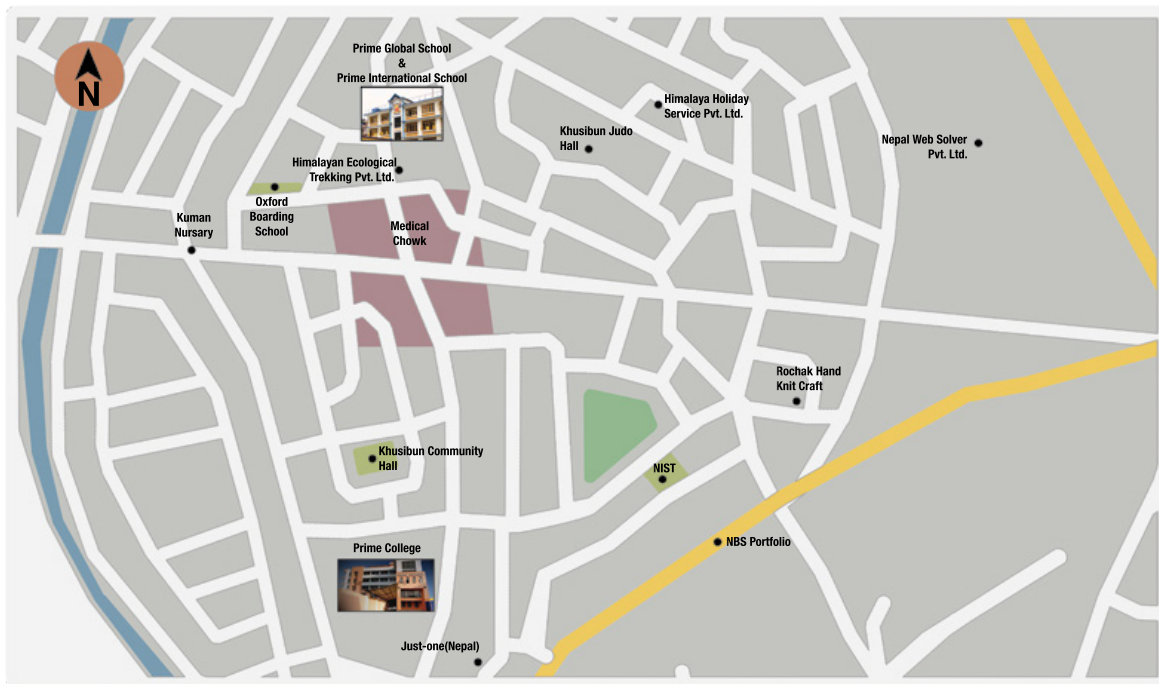 Prime Global School
&
Prime International School
N
Himalaya Holiday
Service Pvt. Ltd.
Khusibun Judo
Hall
Nepal Web Solver
Pvt. Ltd.
Himalayan Ecological
Trekking Pvt. Ltd.
Oxford
Boarding
School
Kuman
Nursary
Medical
Chowk
Rochak Hand
Knit Craft
Khusibun Community
Hall
NIST
NBS Portfolio
Prime College
Just-one(Nepal)